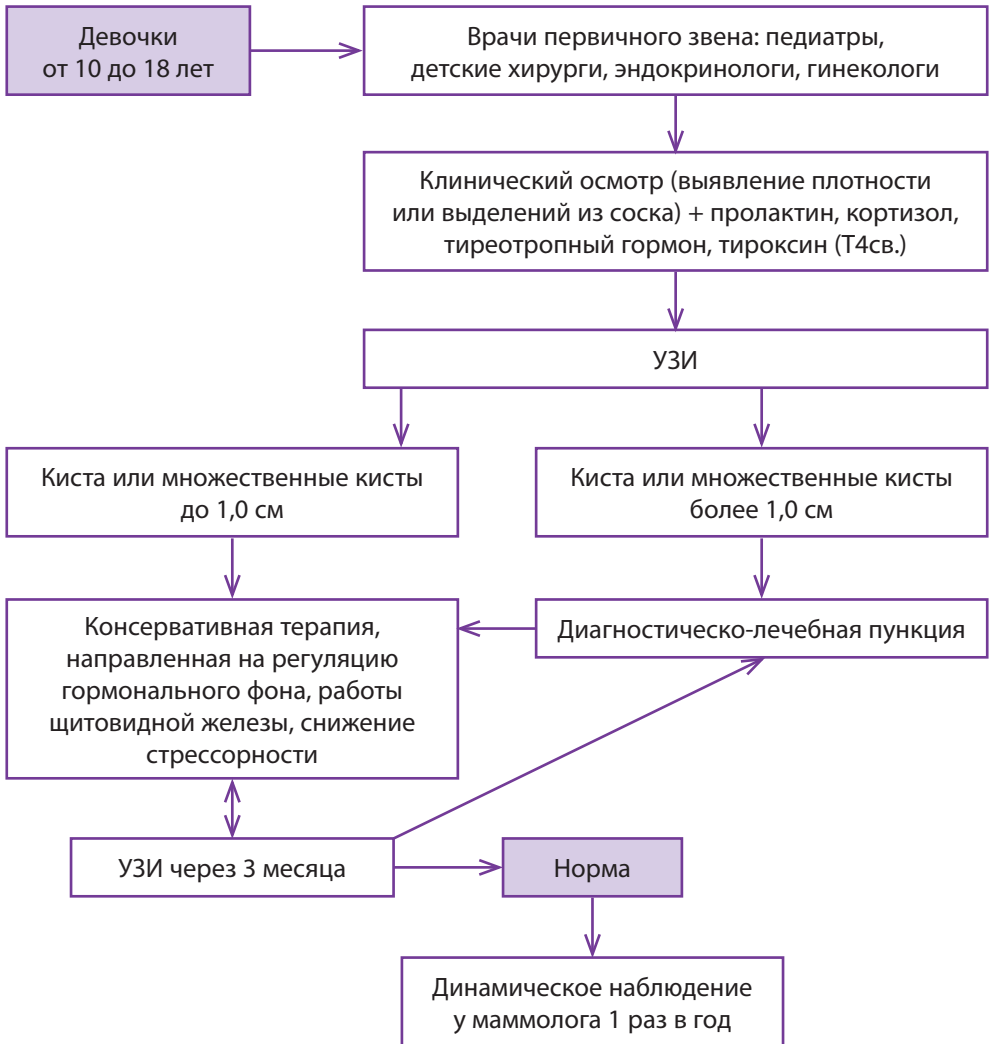 Девочки
от 10 до 18 лет
Врачи первичного звена: педиатры,
детские хирурги, эндокринологи, гинекологи
Клинический осмотр (выявление плотности
или выделений из соска) + пролактин, кортизол,
тиреотропный гормон, тироксин (Т4св.)
УЗИ
Киста или множественные кисты
до 1,0 см
Киста или множественные кисты
более 1,0 см
Консервативная терапия,
направленная на регуляцию
гормонального фона, работы
щитовидной железы, снижение
стрессорности
Диагностическо-лечебная пункция
УЗИ через 3 месяца
Норма
Динамическое наблюдение
у маммолога 1 раз в год